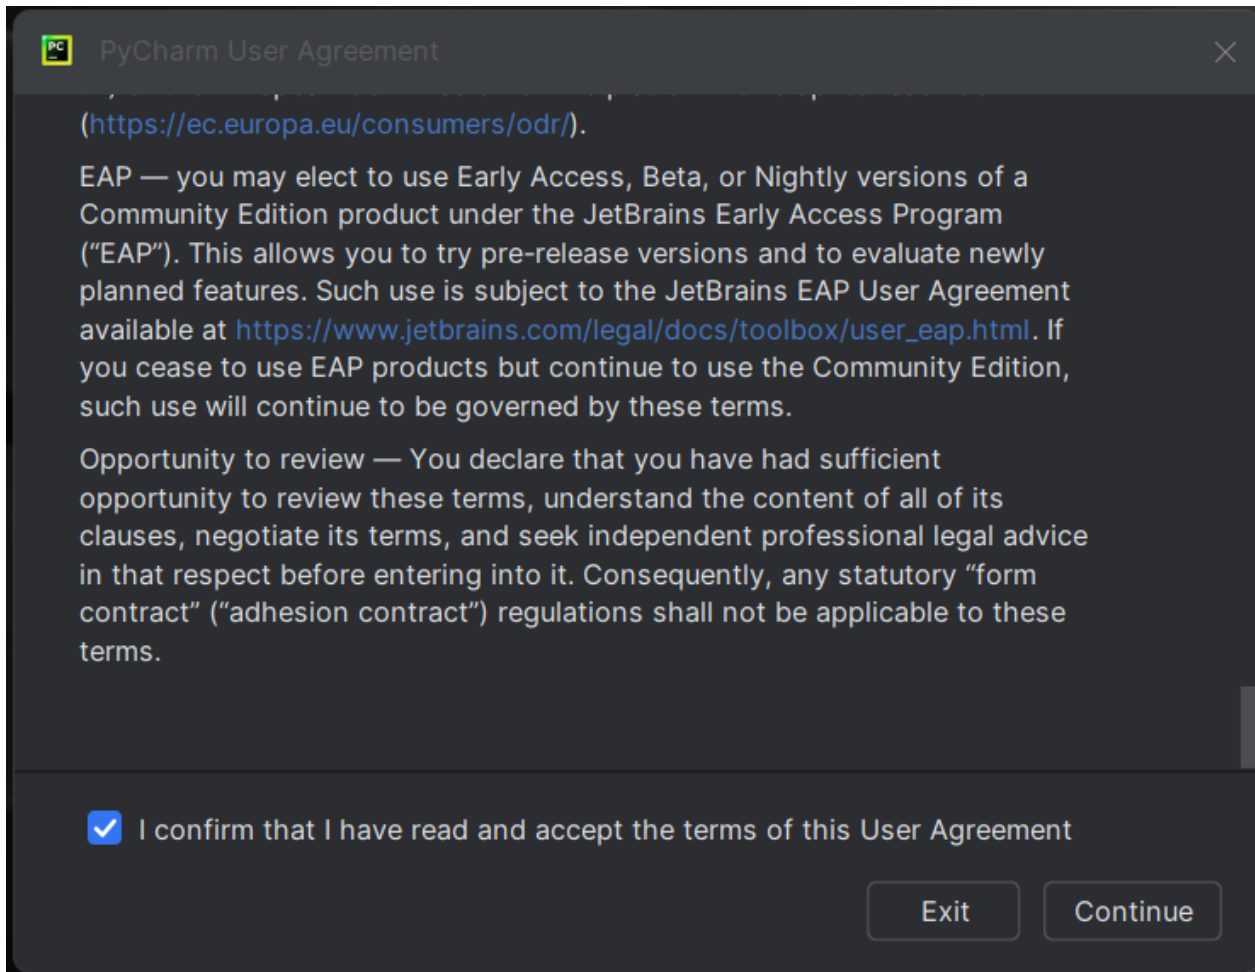 PC
PyCharm User Agreement
(https://ec.europa.eu/consumers/odr/).
EAP — you may elect to use Early Access, Beta, or Nightly versions of a
Community Edition product under the JetBrains Early Access Program
(“EAP”). This allows you to try pre-release versions and to evaluate newly
planned features. Such use is subject to the JetBrains EAP User Agreement
available at https://www.jetbrains.com/legal/docs/toolbox/user_eap.html. If
you cease to use EAP products but continue to use the Community Edition,
such use will continue to be governed by these terms.
Opportunity to review — You declare that you have had sufficient
opportunity to review these terms, understand the content of all of its
clauses, negotiate its terms, and seek independent professional legal advice
in that respect before entering into it. Consequently, any statutory “form
contract” (“adhesion contract”) regulations shall not be applicable to these
terms.
I confirm that I have read and accept the terms of this User Agreement
Exit
Continue